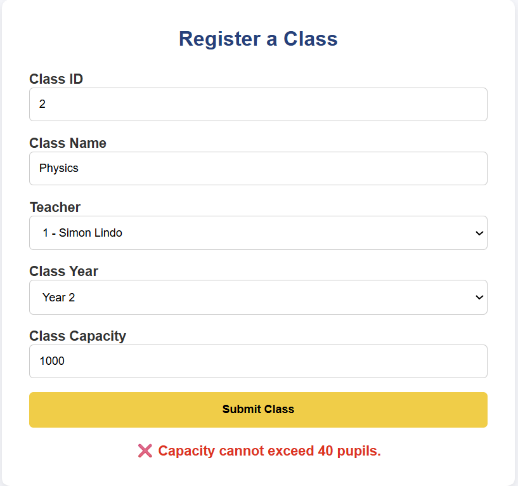 Register a Class
Class ID
2
Class Name
Physics
Teacher
1 - Simon Lindo
Class Year
Year 2
Class Capacity
1000
Submit Class
❌ Capacity cannot exceed 40 pupils.